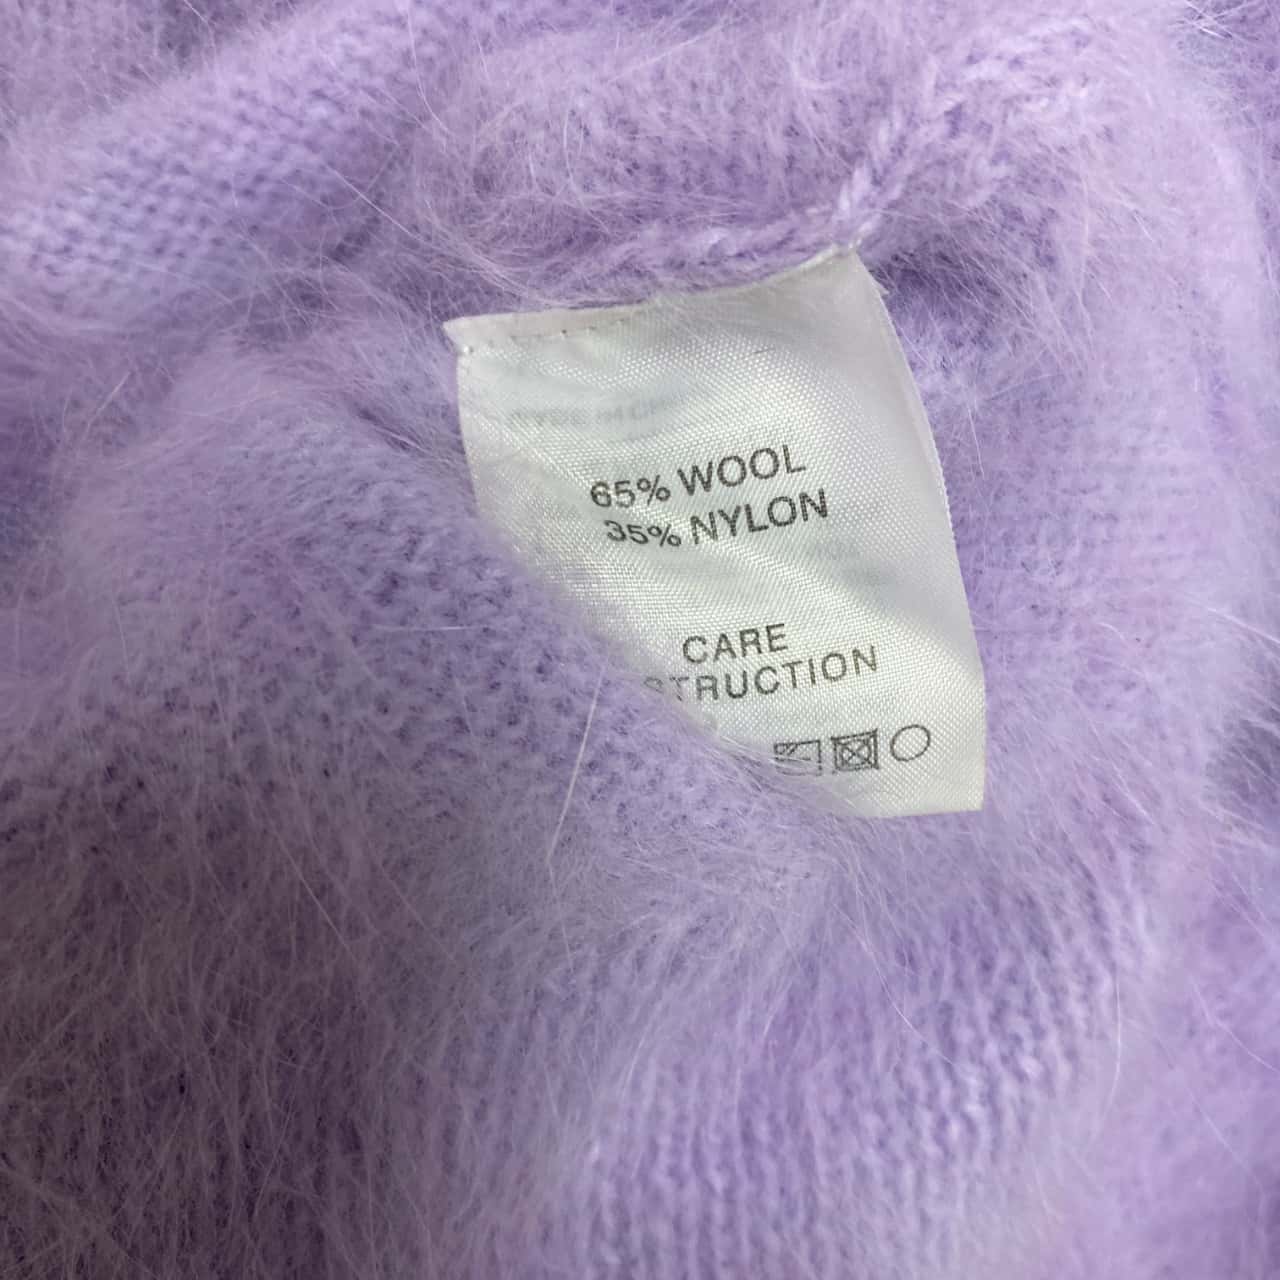 65% WOOL
35% NYLON
CARE
STRUCTION